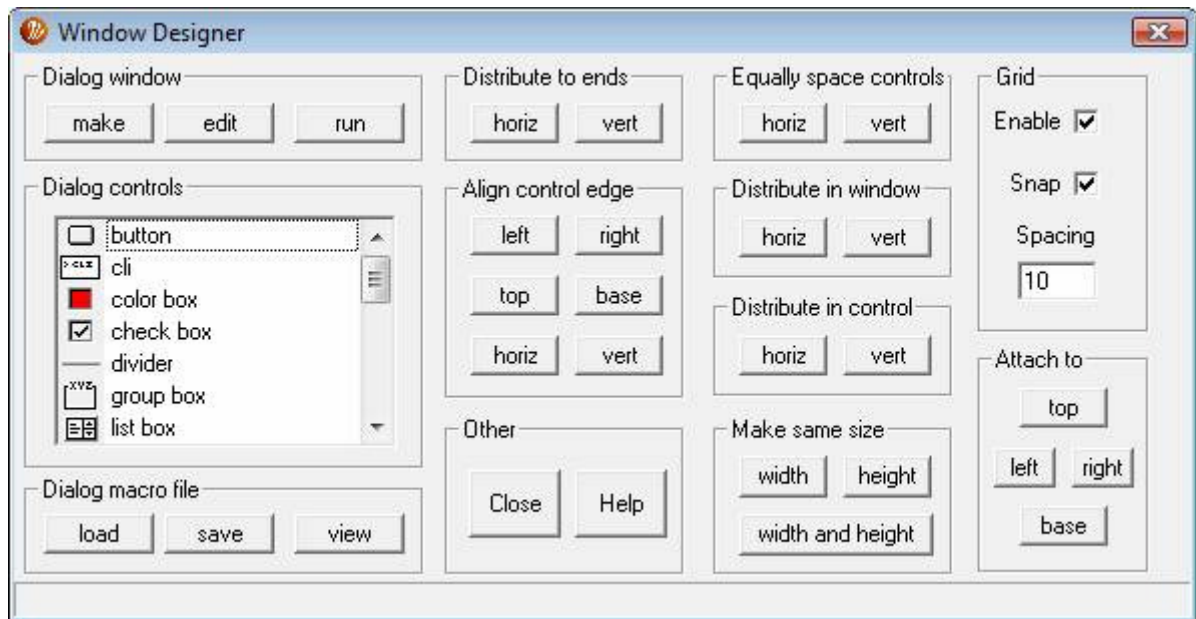 Window Designer
Dialog window
make edit run
Dialog controls
button
> CLI
cli
color box
check box
divider
XYZ
group box
list box
Dialog macro file
load save view
Distribute to ends
horiz vert
Align control edge
left right
top base
horiz vert
Other
Close Help
Equally space controls
horiz vert
Distribute in window
horiz vert
Distribute in control
horiz vert
Make same size
width height
width and height
Grid
Enable
Snap
Spacing
10
Attach to
top
left right
base